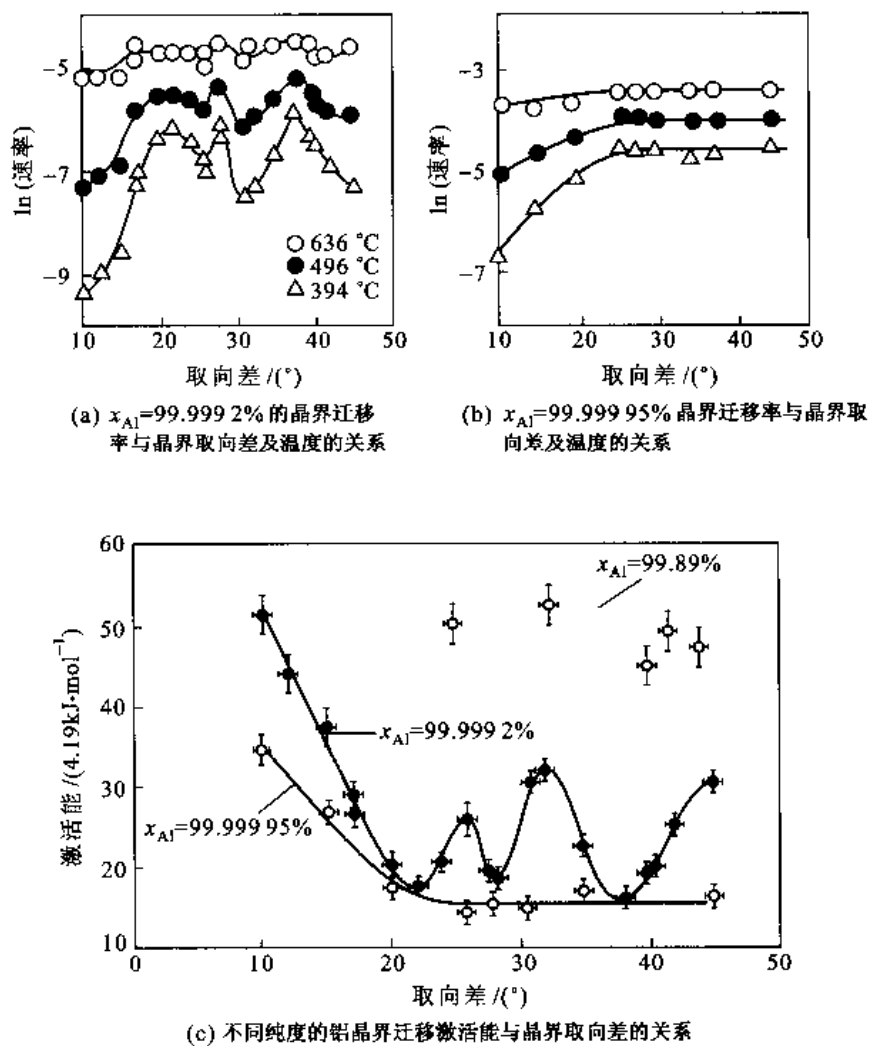 ln (速率)
−5
−7
−9
○ 636 °C
● 496 °C
△ 394 °C
10 20 30 40 50
取向差 /(°)
(a) xAl=99.999 2% 的晶界迁移
率与晶界取向差及温度的关系
ln (速率)
−3
−5
−7
10 20 30 40 50
取向差 /(°)
(b) xAl=99.999 95% 晶界迁移率与晶界取
向差及温度的关系
激活能 /(4.19kJ·mol⁻¹)
60
50
40
30
20
10
xAl=99.89%
xAl=99.999 2%
xAl=99.999 95%
0 10 20 30 40 50
取向差 /(°)
(c) 不同纯度的铝晶界迁移激活能与晶界取向差的关系